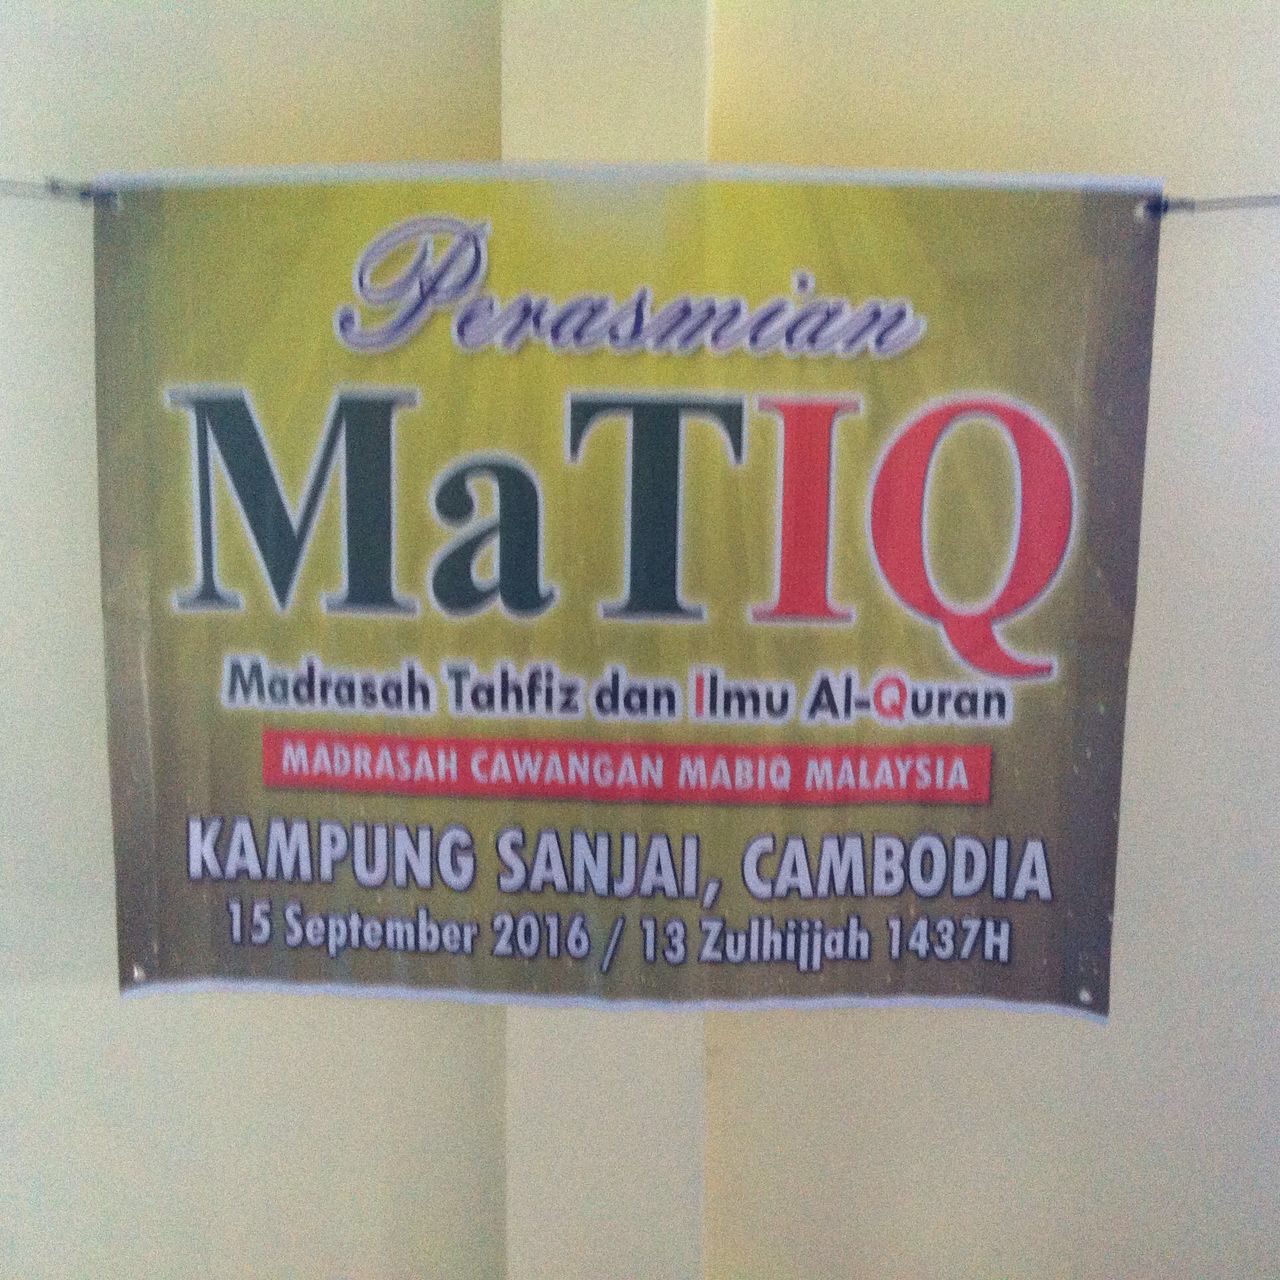 Perasmian
MaTIQ
Madrasah Tahfiz dan Ilmu Al-Quran
MADRASAH CAWANGAN MABIQ MALAYSIA
KAMPUNG SANJAI, CAMBODIA
15 September 2016 / 13 Zulhijjah 1437H